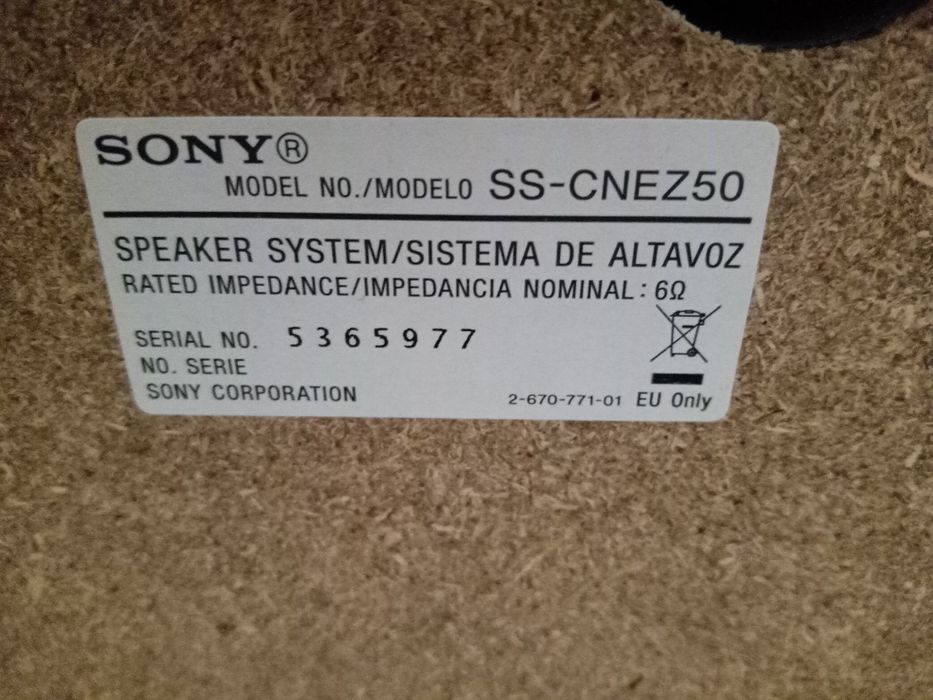 SONY®
MODEL NO./MODELO SS-CNEZ50
SPEAKER SYSTEM/SISTEMA DE ALTAVOZ
RATED IMPEDANCE/IMPEDANCIA NOMINAL: 6Ω
SERIAL NO. 5365977
NO. SERIE
SONY CORPORATION
2-670-771-01 EU Only